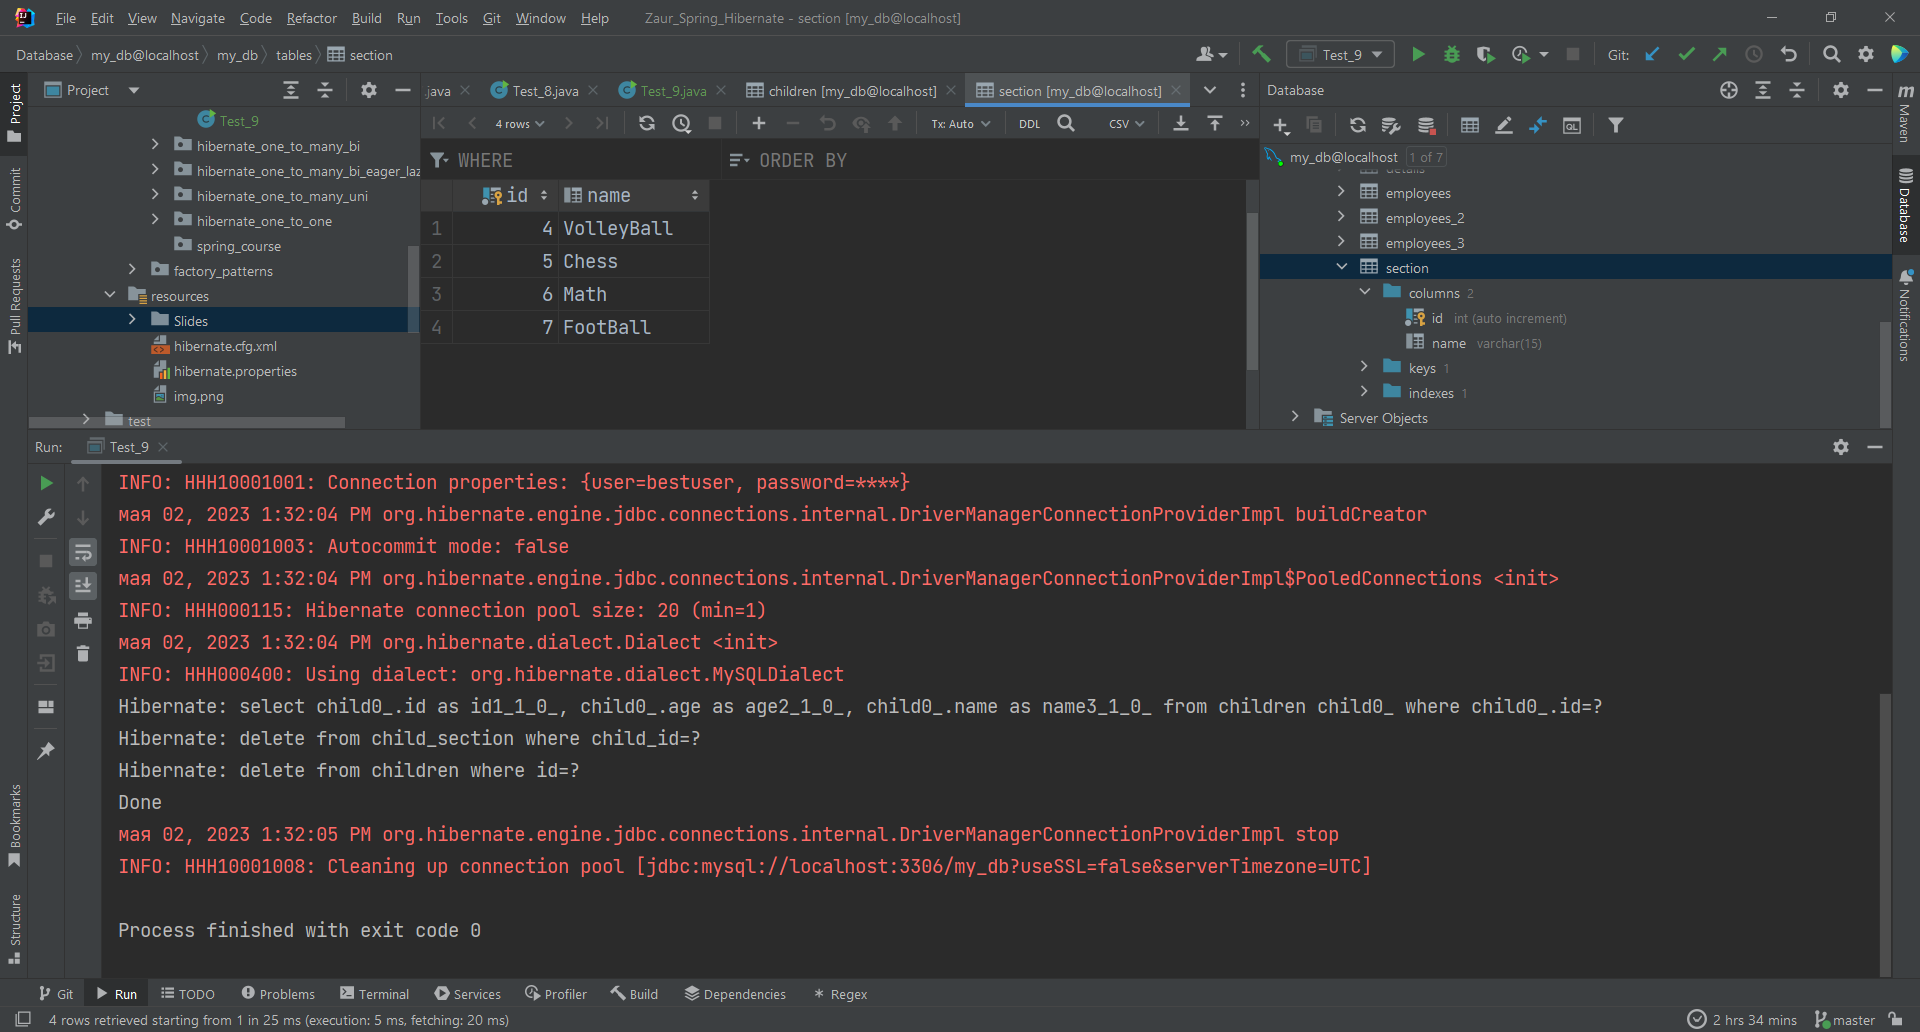 File Edit View Navigate Code Refactor Build Run Tools Git Window Help Zaur_Spring_Hibernate - section [my_db@localhost]
Database my_db@localhost my_db tables section Test_9 Git:
Project
.java Test_8.java Test_9.java children [my_db@localhost] section [my_db@localhost]
Database
4 rows Tx: Auto DDL CSV
WHERE ORDER BY
id name
1 4 VolleyBall
2 5 Chess
3 6 Math
4 7 FootBall
Test_9
hibernate_one_to_many_bi
hibernate_one_to_many_bi_eager_laz
hibernate_one_to_many_uni
hibernate_one_to_one
spring_course
factory_patterns
resources
Slides
hibernate.cfg.xml
hibernate.properties
img.png
test
my_db@localhost 1 of 7
details
employees
employees_2
employees_3
section
columns 2
id int (auto increment)
name varchar(15)
keys 1
indexes 1
Server Objects
Project
Commit
Pull Requests
Bookmarks
Structure
Maven
Database
Notifications
Run: Test_9
INFO: HHH10001001: Connection properties: {user=bestuser, password=****}
мая 02, 2023 1:32:04 PM org.hibernate.engine.jdbc.connections.internal.DriverManagerConnectionProviderImpl buildCreator
INFO: HHH10001003: Autocommit mode: false
мая 02, 2023 1:32:04 PM org.hibernate.engine.jdbc.connections.internal.DriverManagerConnectionProviderImpl$PooledConnections <init>
INFO: HHH000115: Hibernate connection pool size: 20 (min=1)
мая 02, 2023 1:32:04 PM org.hibernate.dialect.Dialect <init>
INFO: HHH000400: Using dialect: org.hibernate.dialect.MySQLDialect
Hibernate: select child0_.id as id1_1_0_, child0_.age as age2_1_0_, child0_.name as name3_1_0_ from children child0_ where child0_.id=?
Hibernate: delete from child_section where child_id=?
Hibernate: delete from children where id=?
Done
мая 02, 2023 1:32:05 PM org.hibernate.engine.jdbc.connections.internal.DriverManagerConnectionProviderImpl stop
INFO: HHH10001008: Cleaning up connection pool [jdbc:mysql://localhost:3306/my_db?useSSL=false&serverTimezone=UTC]
Process finished with exit code 0
Git Run TODO Problems Terminal Services Profiler Build Dependencies Regex
4 rows retrieved starting from 1 in 25 ms (execution: 5 ms, fetching: 20 ms) 2 hrs 34 mins master